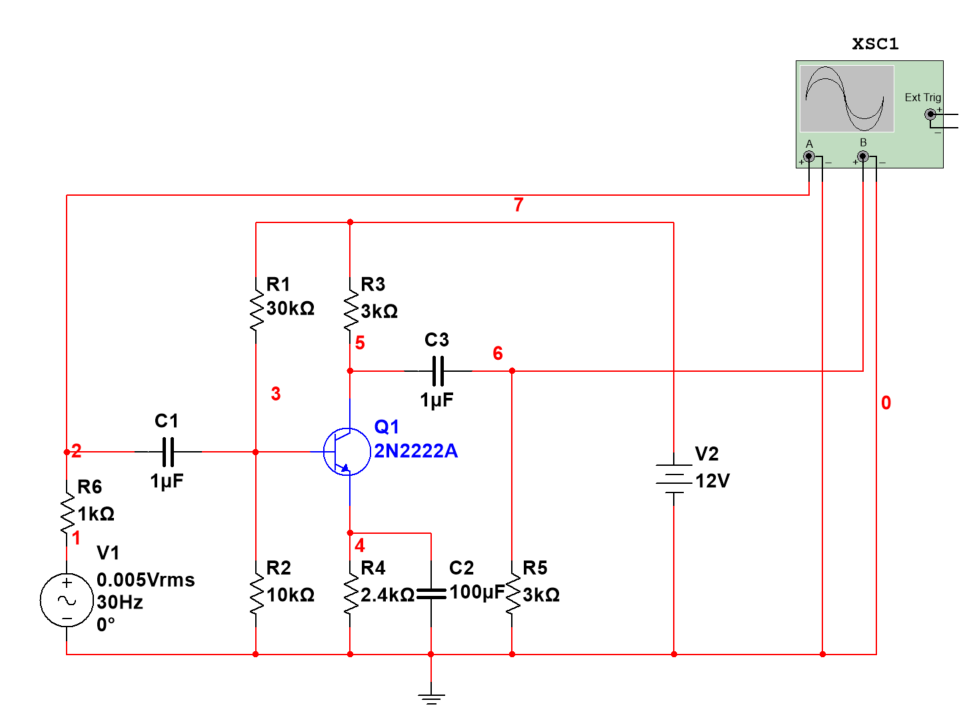 XSC1
Ext Trig
+
–
A
B
+
–
+
–
7
R1
30kΩ
R3
3kΩ
5
C3
1µF
6
3
0
C1
1µF
Q1
2N2222A
2
V2
12V
R6
1kΩ
1
V1
0.005Vrms
30Hz
0°
+
–
4
R2
10kΩ
R4
2.4kΩ
C2
100µF
R5
3kΩ